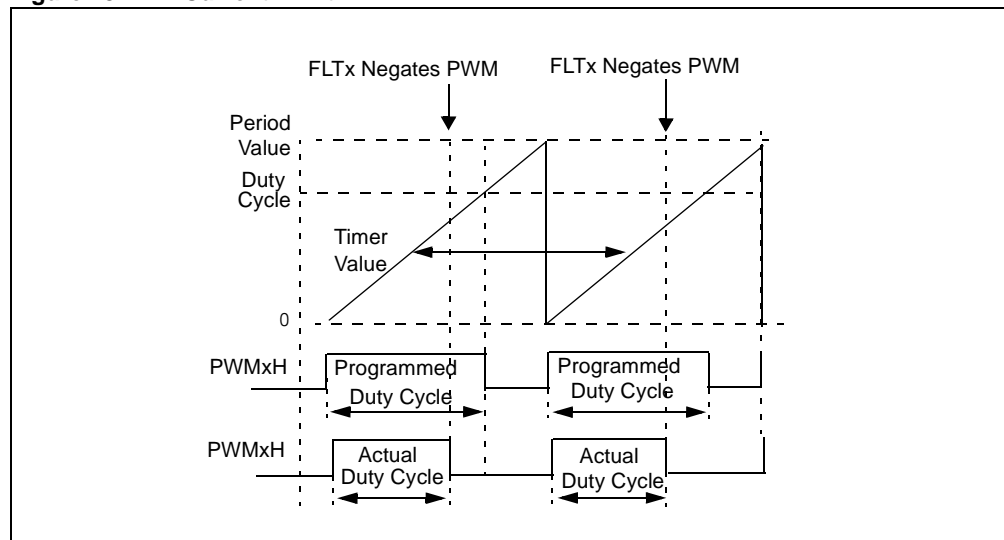 FLTx Negates PWM
FLTx Negates PWM
Period
Value
Duty
Cycle
Timer
Value
0
PWMxH
Programmed
Duty Cycle
Programmed
Duty Cycle
PWMxH
Actual
Duty Cycle
Actual
Duty Cycle